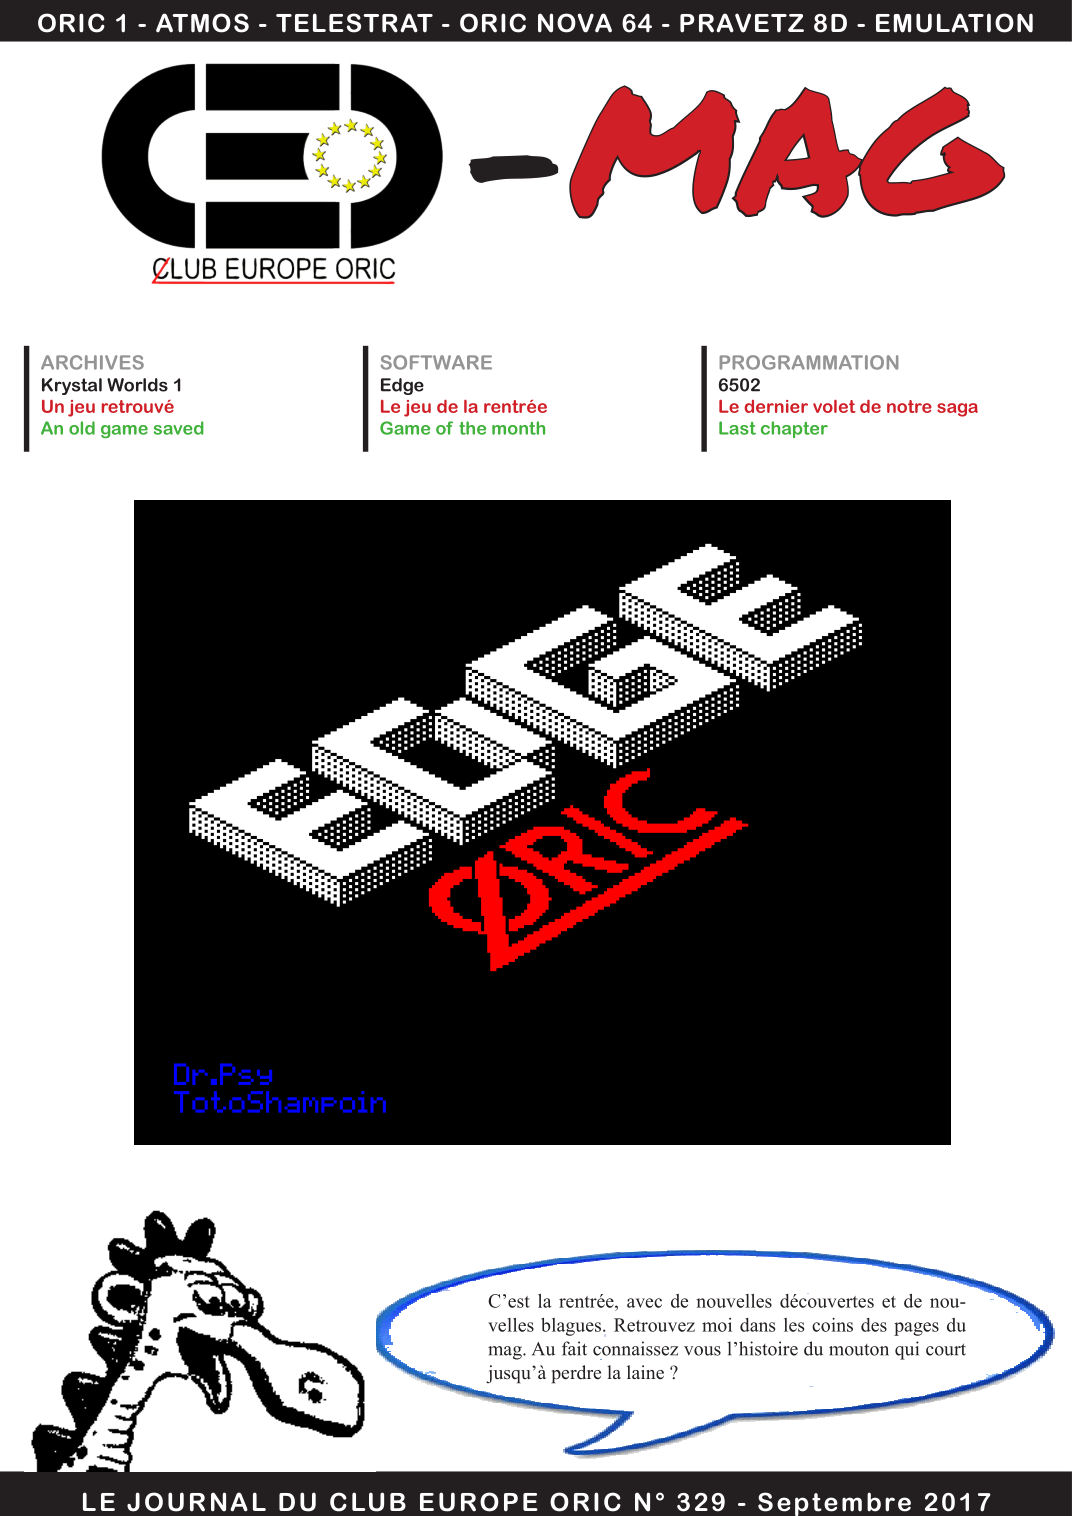 ORIC 1 - ATMOS - TELESTRAT - ORIC NOVA 64 - PRAVETZ 8D - EMULATION
CEO-MAG
CLUB EUROPE ORIC
ARCHIVES
Krystal Worlds 1
Un jeu retrouvé
An old game saved
SOFTWARE
Edge
Le jeu de la rentrée
Game of the month
PROGRAMMATION
6502
Le dernier volet de notre saga
Last chapter
EDGE
ORIC
Dr.Psy
TotoShampoin
C’est la rentrée, avec de nouvelles découvertes et de nou-
velles blagues. Retrouvez moi dans les coins des pages du
mag. Au fait connaissez vous l’histoire du mouton qui court
jusqu’à perdre la laine ?
LE JOURNAL DU CLUB EUROPE ORIC N° 329 - Septembre 2017